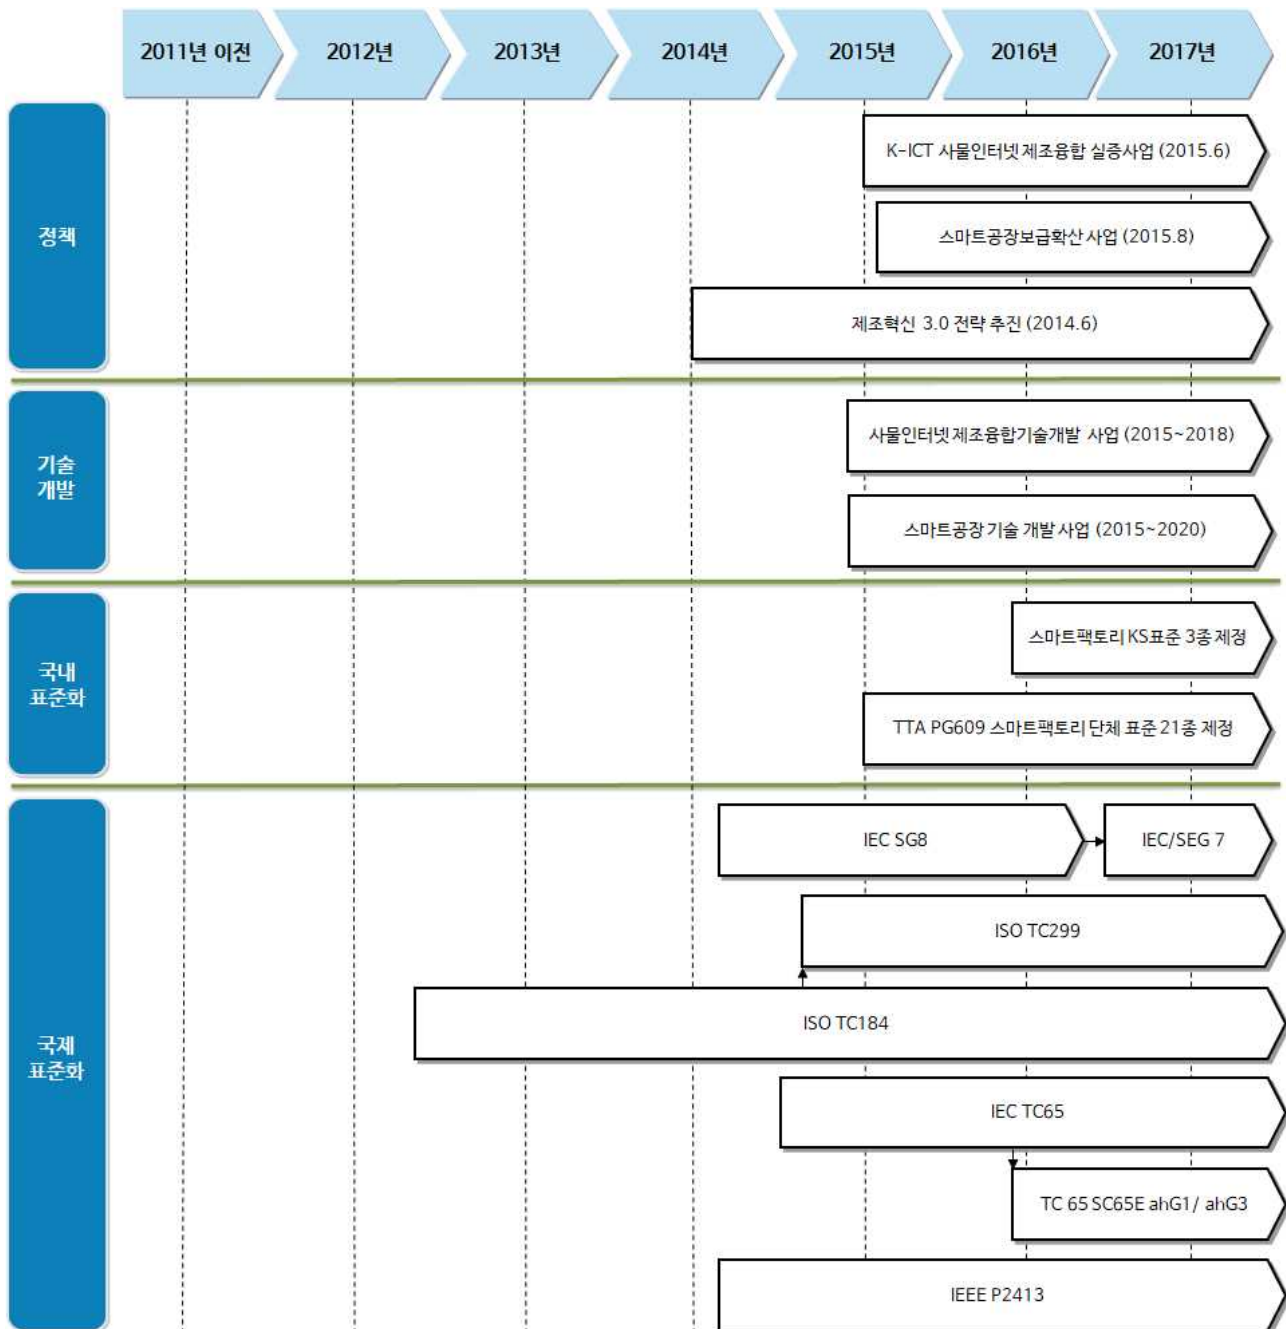 2011년 이전
2012년
2013년
2014년
2015년
2016년
2017년
정책
K-ICT 사물인터넷 제조융합 실증사업 (2015.6)
스마트공장보급확산 사업 (2015.8)
제조혁신 3.0 전략 추진 (2014.6)
기술
개발
사물인터넷 제조융합기술개발 사업 (2015~2018)
스마트공장 기술 개발 사업 (2015~2020)
국내
표준화
스마트팩토리 KS표준 3종 제정
TTA PG609 스마트팩토리 단체 표준 21종 제정
국제
표준화
IEC SG8
IEC/SEG 7
ISO TC299
ISO TC184
IEC TC65
TC 65 SC65E ahG1/ ahG3
IEEE P2413